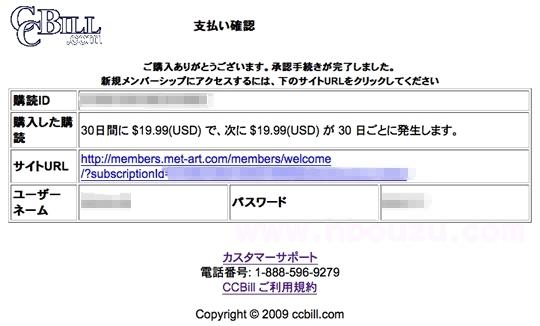 CCBILL
.com
支払い確認
ご購入ありがとうございます。承認手続きが完了しました。
新規メンバーシップにアクセスするには、下のサイトURLをクリックしてください
購読ID
購入した購読
30日間に $19.99(USD) で、次に $19.99(USD) が 30 日ごとに発生します。
サイトURL
http://members.met-art.com/members/welcome
/?subscriptionId=
ユーザーネーム
パスワード
www.nbouzu.com
カスタマーサポート
電話番号: 1-888-596-9279
CCBill ご利用規約
Copyright © 2009 ccbill.com